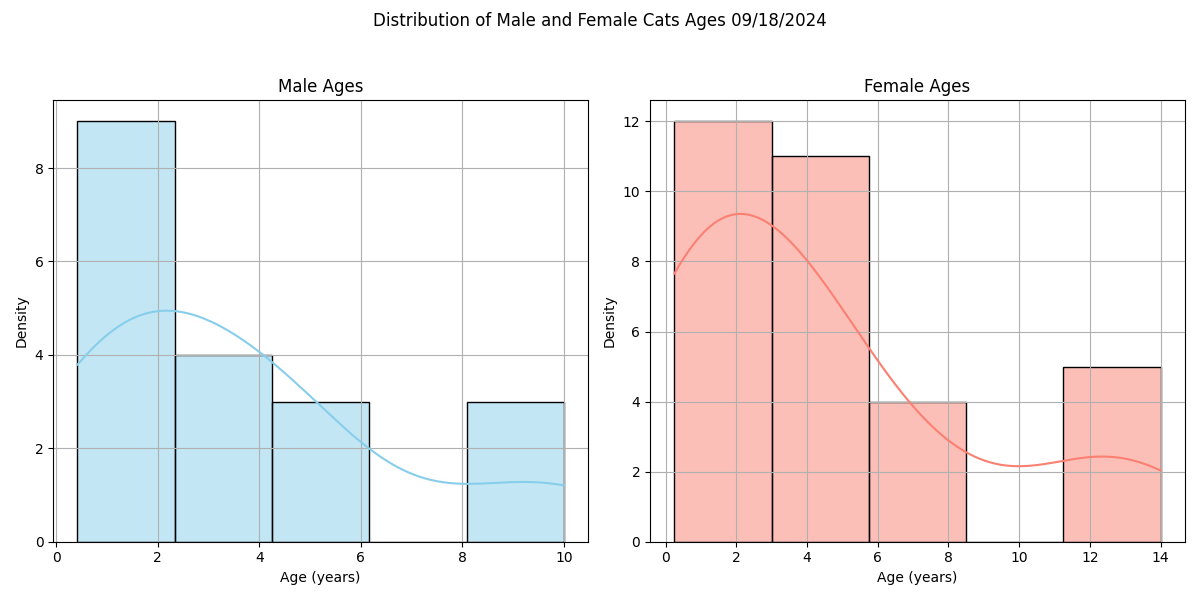 Distribution of Male and Female Cats Ages 09/18/2024
Male Ages
Density
8
6
4
2
0
0 2 4 6 8 10
Age (years)
Female Ages
Density
12
10
8
6
4
2
0
0 2 4 6 8 10 12 14
Age (years)